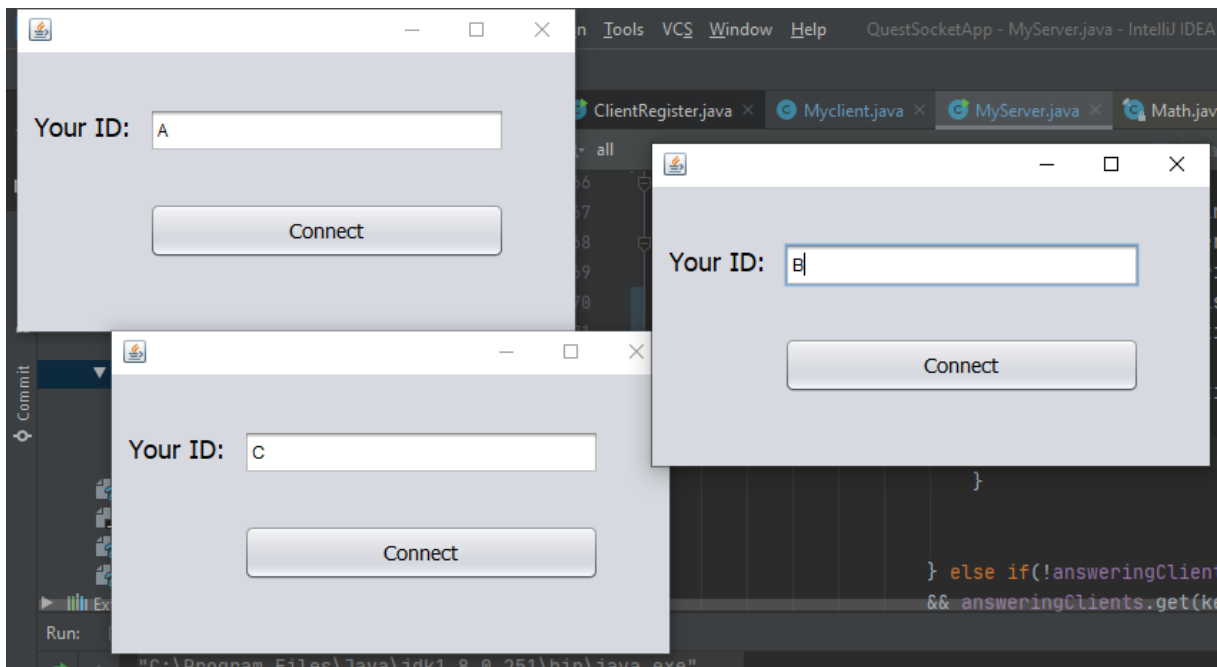 n Tools VCS Window Help QuestSocketApp - MyServer.java - IntelliJ IDEA
ClientRegister.java Myclient.java MyServer.java Math.jav
all
Your ID: A
Connect
66
67
68
69
70
Your ID: B
Connect
Your ID: C
Connect
Commit
}
} else if(!answeringClient
&& answeringClients.get(ke
Ex
Run:
"C:\Program Files\Java\jdk1.8.0_251\bin\java.exe"